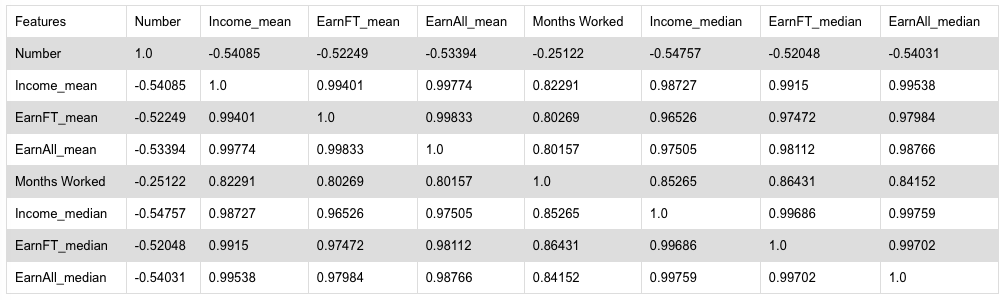 Features Number Income_mean EarnFT_mean EarnAll_mean Months Worked Income_median EarnFT_median EarnAll_median
Number 1.0 -0.54085 -0.52249 -0.53394 -0.25122 -0.54757 -0.52048 -0.54031
Income_mean -0.54085 1.0 0.99401 0.99774 0.82291 0.98727 0.9915 0.99538
EarnFT_mean -0.52249 0.99401 1.0 0.99833 0.80269 0.96526 0.97472 0.97984
EarnAll_mean -0.53394 0.99774 0.99833 1.0 0.80157 0.97505 0.98112 0.98766
Months Worked -0.25122 0.82291 0.80269 0.80157 1.0 0.85265 0.86431 0.84152
Income_median -0.54757 0.98727 0.96526 0.97505 0.85265 1.0 0.99686 0.99759
EarnFT_median -0.52048 0.9915 0.97472 0.98112 0.86431 0.99686 1.0 0.99702
EarnAll_median -0.54031 0.99538 0.97984 0.98766 0.84152 0.99759 0.99702 1.0